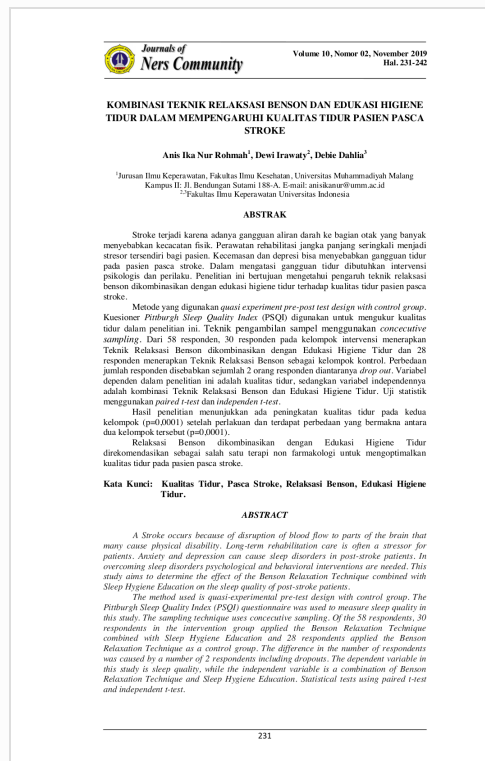 Journals of
Ners Community
Volume 10, Nomor 02, November 2019
Hal. 231-242
KOMBINASI TEKNIK RELAKSASI BENSON DAN EDUKASI HIGIENE
TIDUR DALAM MEMPENGARUHI KUALITAS TIDUR PASIEN PASCA
STROKE
Anis Ika Nur Rohmah1, Dewi Irawaty2, Debie Dahlia3
1Jurusan Ilmu Keperawatan, Fakultas Ilmu Kesehatan, Universitas Muhammadiyah Malang
Kampus II: Jl. Bendungan Sutami 188-A. E-mail: anisikanur@umm.ac.id
2,3Fakultas Ilmu Keperawatan Universitas Indonesia
ABSTRAK
Stroke terjadi karena adanya gangguan aliran darah ke bagian otak yang banyak
menyebabkan kecacatan fisik. Perawatan rehabilitasi jangka panjang seringkali menjadi
stresor tersendiri bagi pasien. Kecemasan dan depresi bisa menyebabkan gangguan tidur
pada pasien pasca stroke. Dalam mengatasi gangguan tidur dibutuhkan intervensi
psikologis dan perilaku. Penelitian ini bertujuan mengetahui pengaruh teknik relaksasi
benson dikombinasikan dengan edukasi higiene tidur terhadap kualitas tidur pasien pasca
stroke.
Metode yang digunakan quasi experiment pre-post test design with control group.
Kuesioner Pittburgh Sleep Quality Index (PSQI) digunakan untuk mengukur kualitas
tidur dalam penelitian ini. Teknik pengambilan sampel menggunakan concecutive
sampling. Dari 58 responden, 30 responden pada kelompok intervensi menerapkan
Teknik Relaksasi Benson dikombinasikan dengan Edukasi Higiene Tidur dan 28
responden menerapkan Teknik Relaksasi Benson sebagai kelompok kontrol. Perbedaan
jumlah responden disebabkan sejumlah 2 orang responden diantaranya drop out. Variabel
dependen dalam penelitian ini adalah kualitas tidur, sedangkan variabel independennya
adalah kombinasi Teknik Relaksasi Benson dan Edukasi Higiene Tidur. Uji statistik
menggunakan paired t-test dan independen t-test.
Hasil penelitian menunjukkan ada peningkatan kualitas tidur pada kedua
kelompok (p=0,0001) setelah perlakuan dan terdapat perbedaan yang bermakna antara
dua kelompok tersebut (p=0,0001).
Relaksasi Benson dikombinasikan dengan Edukasi Higiene Tidur
direkomendasikan sebagai salah satu terapi non farmakologi untuk mengoptimalkan
kualitas tidur pada pasien pasca stroke.
Kata Kunci: Kualitas Tidur, Pasca Stroke, Relaksasi Benson, Edukasi Higiene
Tidur.
ABSTRACT
A Stroke occurs because of disruption of blood flow to parts of the brain that
many cause physical disability. Long-term rehabilitation care is often a stressor for
patients. Anxiety and depression can cause sleep disorders in post-stroke patients. In
overcoming sleep disorders psychological and behavioral interventions are needed. This
study aims to determine the effect of the Benson Relaxation Technique combined with
Sleep Hygiene Education on the sleep quality of post-stroke patients.
The method used is quasi-experimental pre-test design with control group. The
Pittburgh Sleep Quality Index (PSQI) questionnaire was used to measure sleep quality in
this study. The sampling technique uses concecutive sampling. Of the 58 respondents, 30
respondents in the intervention group applied the Benson Relaxation Technique
combined with Sleep Hygiene Education and 28 respondents applied the Benson
Relaxation Technique as a control group. The difference in the number of respondents
was caused by a number of 2 respondents including dropouts. The dependent variable in
this study is sleep quality, while the independent variable is a combination of Benson
Relaxation Technique and Sleep Hygiene Education. Statistical tests using paired t-test
and independent t-test.
231